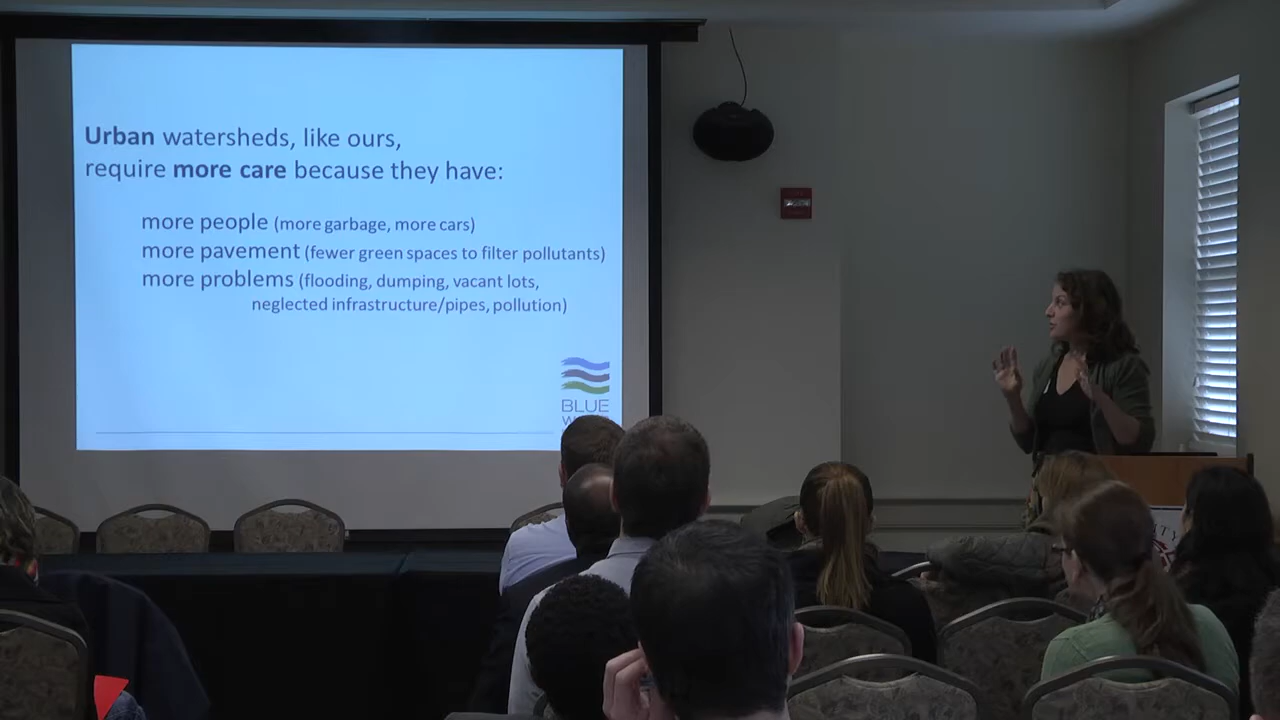 Urban watersheds, like ours,
require more care because they have:
more people (more garbage, more cars)
more pavement (fewer green spaces to filter pollutants)
more problems (flooding, dumping, vacant lots,
neglected infrastructure/pipes, pollution)
BLUE